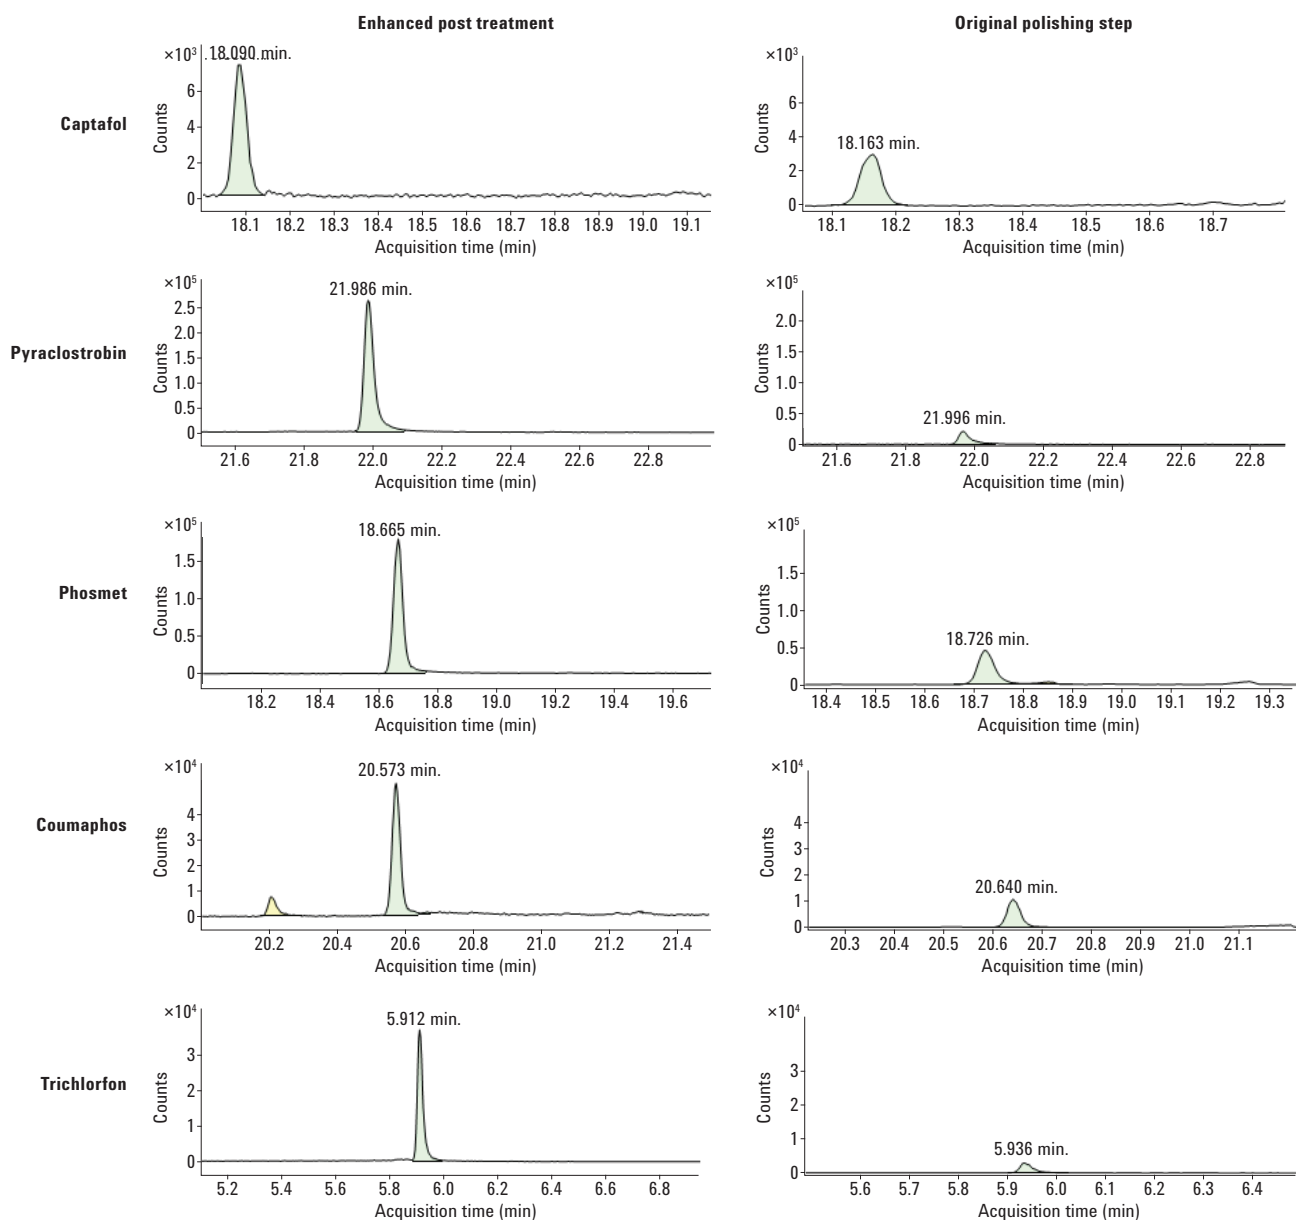 Enhanced post treatment
Original polishing step
Captafol
×10³
18.090 min.
Counts
6
4
2
0
18.1 18.2 18.3 18.4 18.5 18.6 18.7 18.8 18.9 19.0 19.1
Acquisition time (min)
×10³
18.163 min.
Counts
6
4
2
0
18.1 18.2 18.3 18.4 18.5 18.6 18.7
Acquisition time (min)
Pyraclostrobin
×10⁵
21.986 min.
Counts
2.5
2.0
1.5
1.0
0.5
0
21.6 21.8 22.0 22.2 22.4 22.6 22.8
Acquisition time (min)
×10⁵
21.996 min.
Counts
2.0
1.5
1.0
0.5
0
21.6 21.8 22.0 22.2 22.4 22.6 22.8
Acquisition time (min)
Phosmet
×10⁵
18.665 min.
Counts
1.5
1.0
0.5
0
18.2 18.4 18.6 18.8 19.0 19.2 19.4 19.6
Acquisition time (min)
×10⁵
18.726 min.
Counts
1.5
1.0
0.5
0
18.4 18.5 18.6 18.7 18.8 18.9 19.0 19.1 19.2 19.3
Acquisition time (min)
Coumaphos
×10⁴
20.573 min.
Counts
4
3
2
1
0
20.2 20.4 20.6 20.8 21.0 21.2 21.4
Acquisition time (min)
×10⁴
20.640 min.
Counts
4
3
2
1
0
20.3 20.4 20.5 20.6 20.7 20.8 20.9 21.0 21.1
Acquisition time (min)
Trichlorfon
×10⁴
5.912 min.
Counts
3
2
1
0
5.2 5.4 5.6 5.8 6.0 6.2 6.4 6.6 6.8
Acquisition time (min)
×10⁴
5.936 min.
Counts
3
2
1
0
5.6 5.7 5.8 5.9 6.0 6.1 6.2 6.3 6.4
Acquisition time (min)